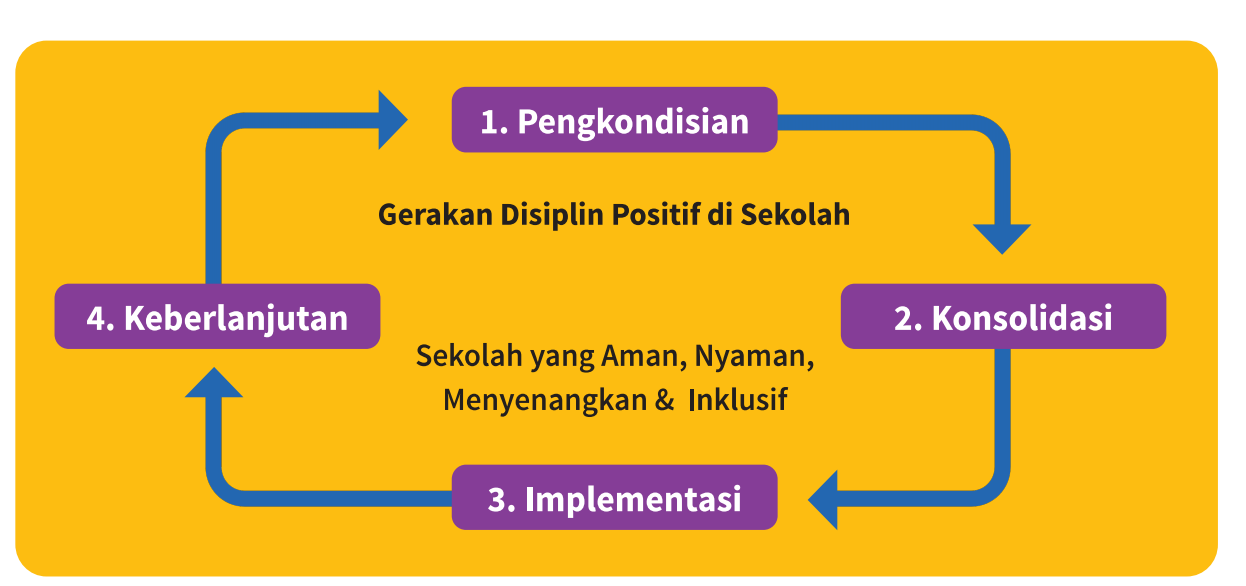 1. Pengkondisian
Gerakan Disiplin Positif di Sekolah
4. Keberlanjutan
2. Konsolidasi
Sekolah yang Aman, Nyaman,
Menyenangkan & Inklusif
3. Implementasi